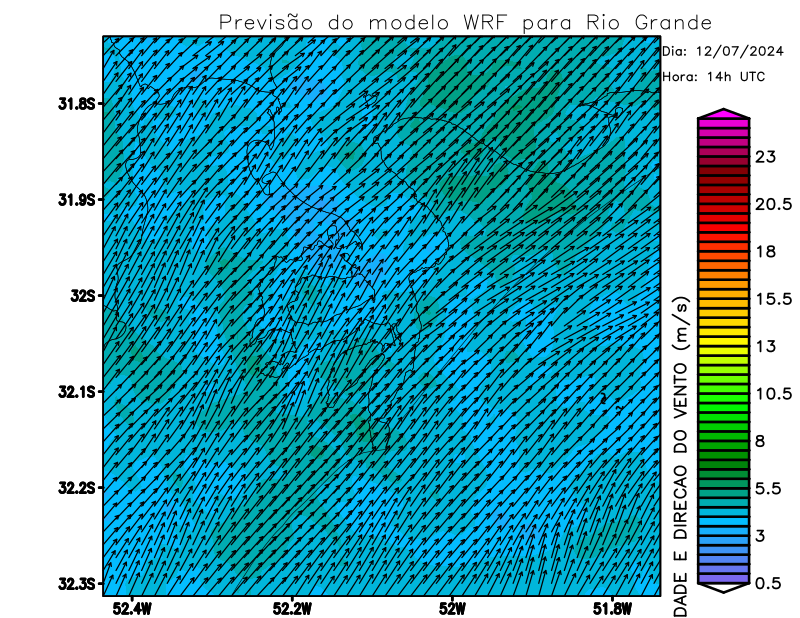 Previsão do modelo WRF para Rio Grande
Dia: 12/07/2024
Hora: 14h UTC
31.8S
31.9S
32S
32.1S
32.2S
32.3S
52.4W
52.2W
52W
51.8W
DADE E DIRECAO DO VENTO (m/s)
23
20.5
18
15.5
13
10.5
8
5.5
3
0.5